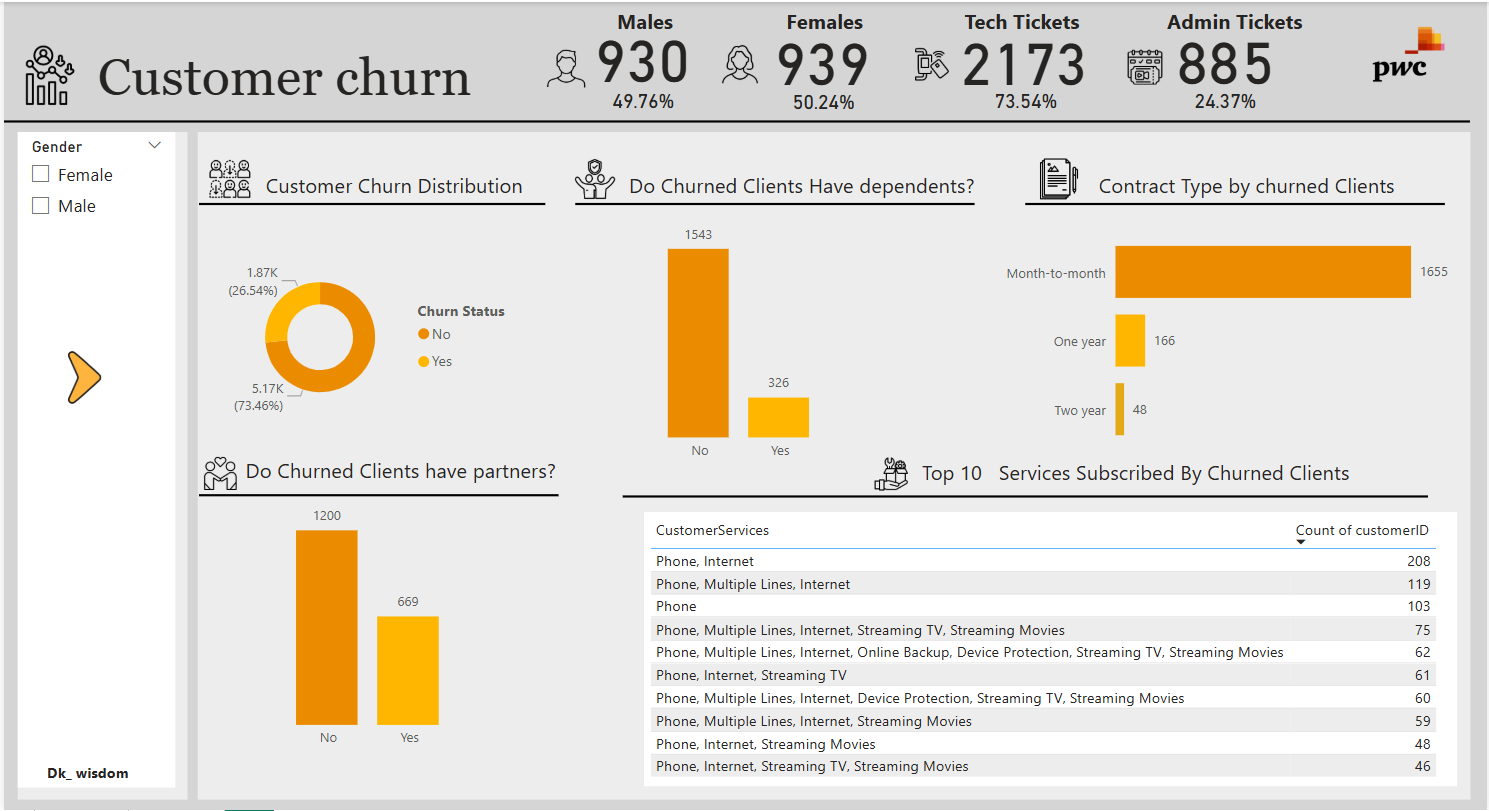 Customer churn
Males
930
49.76%
Females
939
50.24%
Tech Tickets
2173
73.54%
Admin Tickets
885
24.37%
pwc
Gender
Female
Male
Dk_ wisdom
Customer Churn Distribution
1.87K
(26.54%)
5.17K
(73.46%)
Churn Status
No
Yes
Do Churned Clients Have dependents?
1543
326
No
Yes
Contract Type by churned Clients
Month-to-month 1655
One year 166
Two year 48
Do Churned Clients have partners?
1200
669
No
Yes
Top 10 Services Subscribed By Churned Clients
CustomerServices Count of customerID
Phone, Internet 208
Phone, Multiple Lines, Internet 119
Phone 103
Phone, Multiple Lines, Internet, Streaming TV, Streaming Movies 75
Phone, Multiple Lines, Internet, Online Backup, Device Protection, Streaming TV, Streaming Movies 62
Phone, Internet, Streaming TV 61
Phone, Multiple Lines, Internet, Device Protection, Streaming TV, Streaming Movies 60
Phone, Multiple Lines, Internet, Streaming Movies 59
Phone, Internet, Streaming Movies 48
Phone, Internet, Streaming TV, Streaming Movies 46